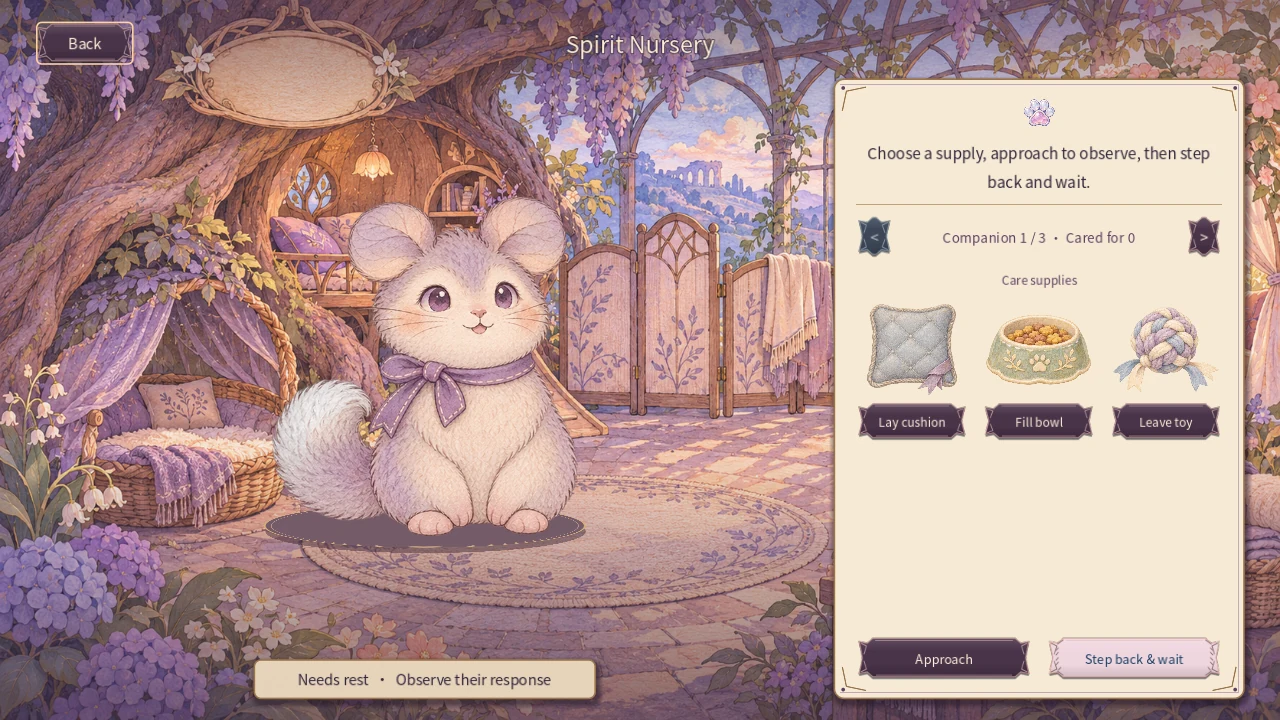 Back
Spirit Nursery
Choose a supply, approach to observe, then step
back and wait.
<
Companion 1 / 3 • Cared for 0
>
Care supplies
Lay cushion
Fill bowl
Leave toy
Approach
Step back & wait
Needs rest • Observe their response